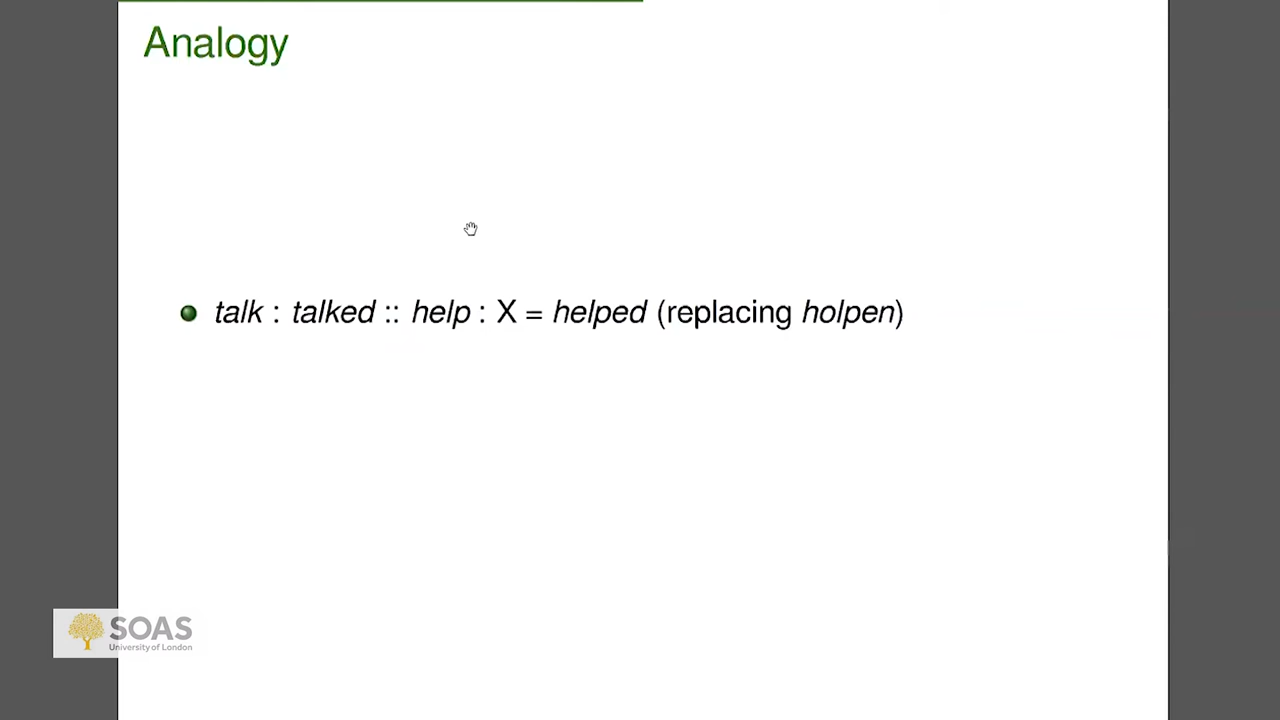 Analogy
talk : talked :: help : X = helped (replacing holpen)
SOAS
University of London